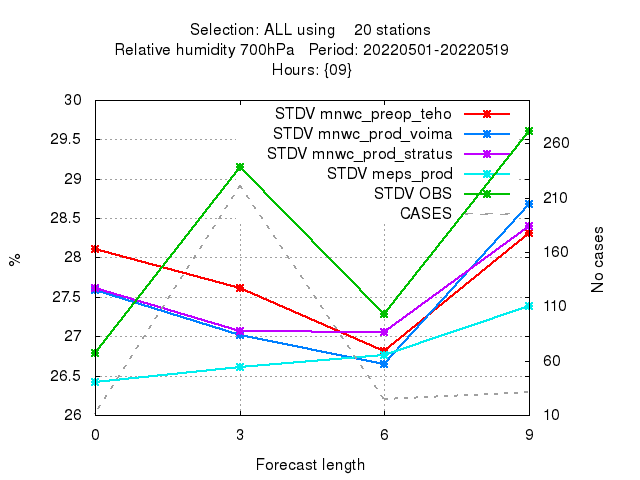 Selection: ALL using 20 stations
Relative humidity 700hPa Period: 20220501-20220519
Hours: {09}
STDV mnwc_preop_teho
STDV mnwc_prod_voima
STDV mnwc_prod_stratus
STDV meps_prod
STDV OBS
CASES
30
29.5
29
28.5
28
27.5
27
26.5
26
%
260
210
160
110
60
10
No cases
0 3 6 9
Forecast length